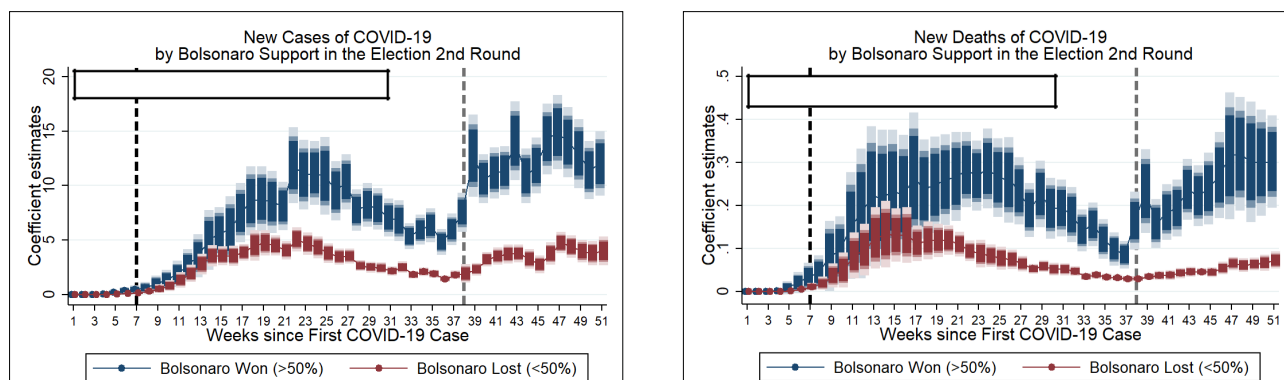 New Cases of COVID-19
by Bolsonaro Support in the Election 2nd Round
Coefficient estimates
20
15
10
5
0
1 3 5 7 9 11 13 15 17 19 21 23 25 27 29 31 33 35 37 39 41 43 45 47 49 51
Weeks since First COVID-19 Case
Bolsonaro Won (>50%) Bolsonaro Lost (<50%)
New Deaths of COVID-19
by Bolsonaro Support in the Election 2nd Round
Coefficient estimates
.5
.4
.3
.2
.1
0
1 3 5 7 9 11 13 15 17 19 21 23 25 27 29 31 33 35 37 39 41 43 45 47 49 51
Weeks since First COVID-19 Case
Bolsonaro Won (>50%) Bolsonaro Lost (<50%)